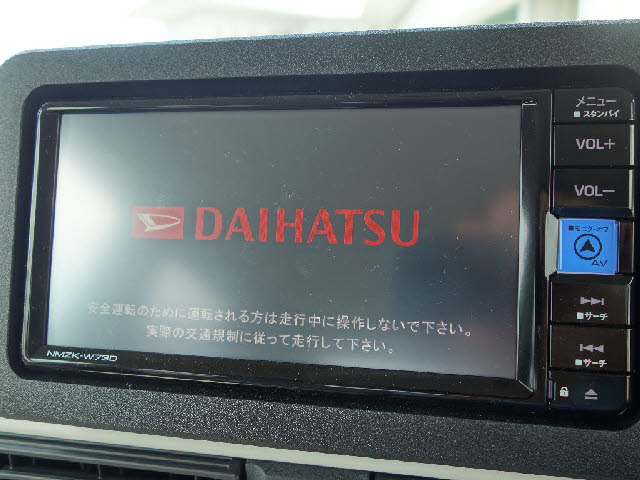 メニュー
■ スタンバイ
VOL+
DAIHATSU
VOL−
■モニターオフ
AV
安全運転のために運転される方は走行中に操作しないで下さい。
実際の交通規制に従って走行して下さい。
■サーチ
■サーチ
NMZK-W73D